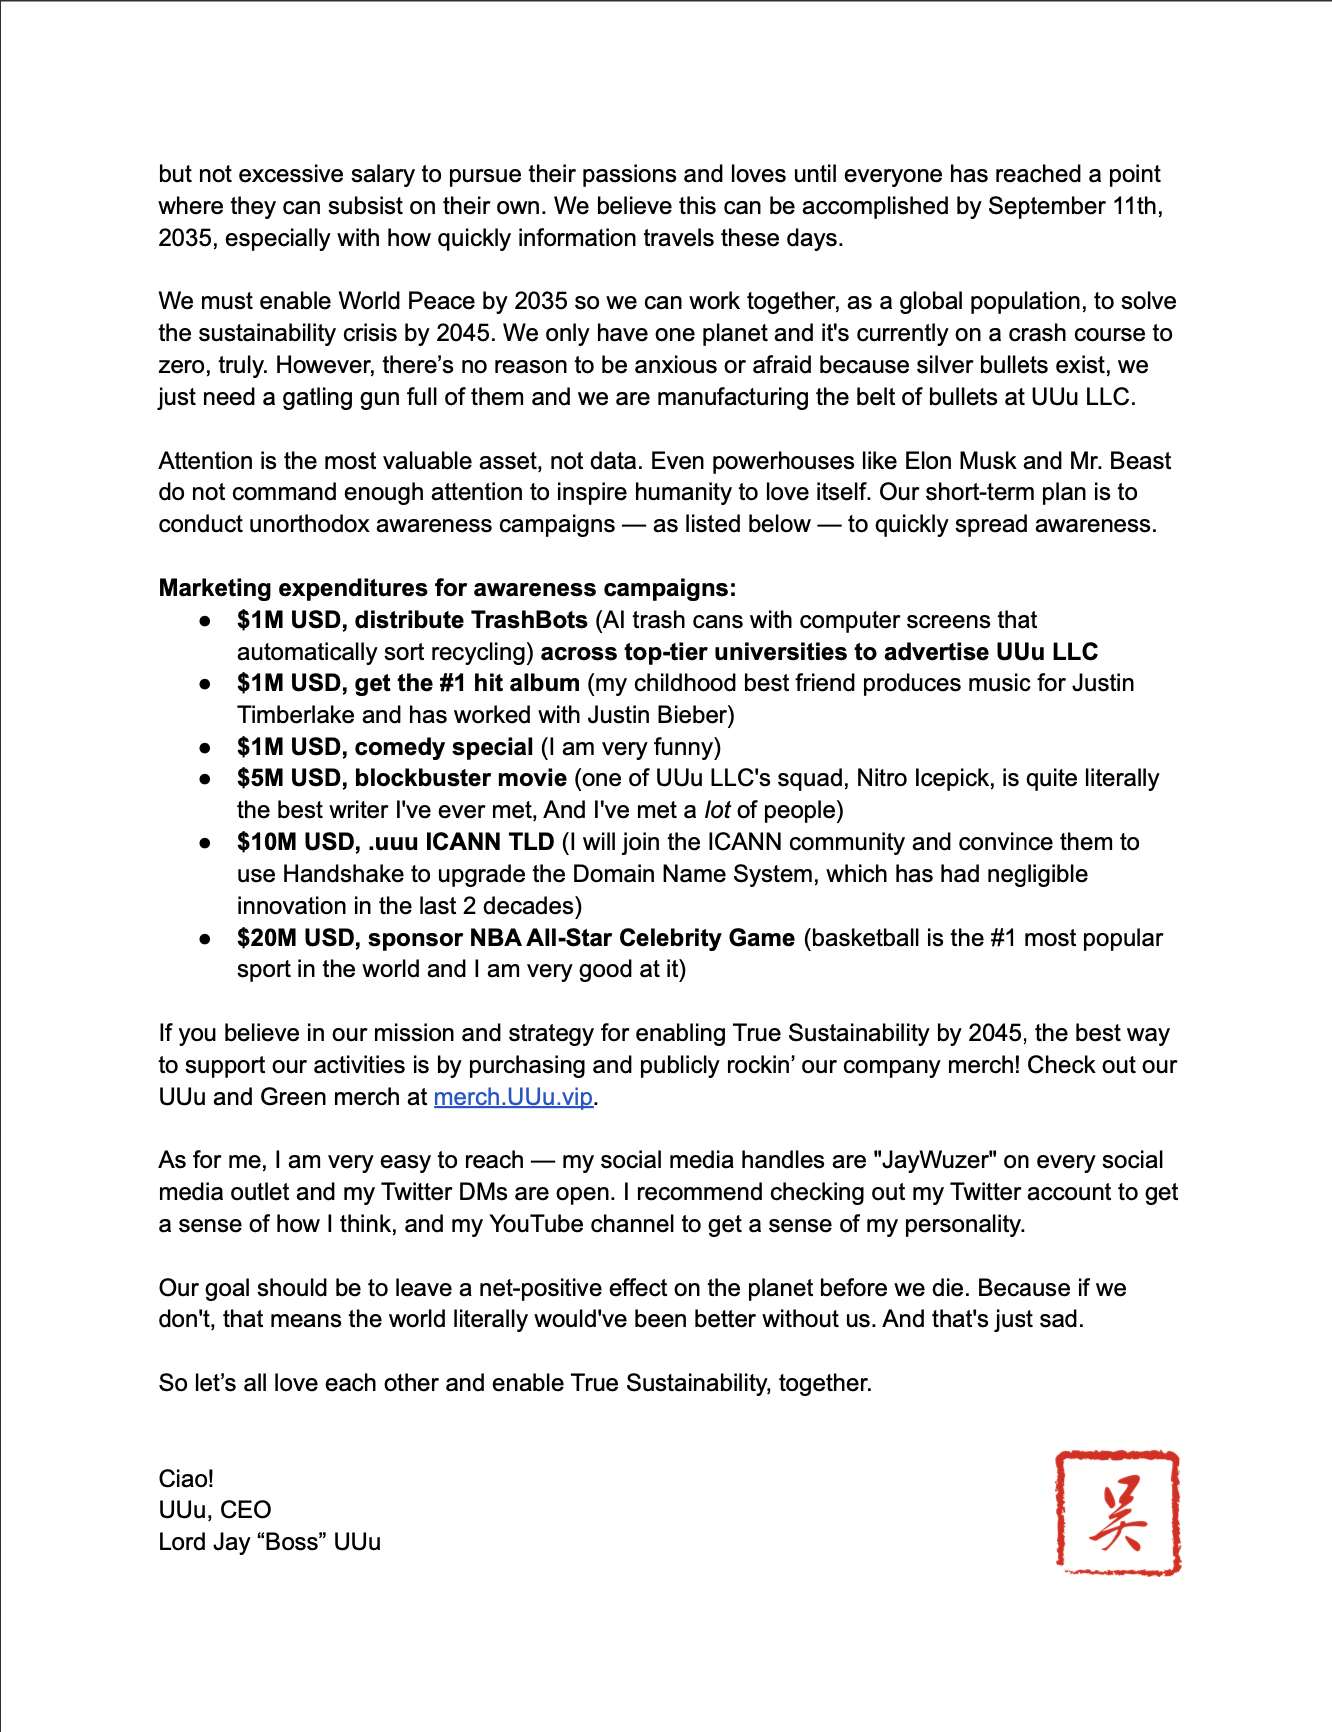 but not excessive salary to pursue their passions and loves until everyone has reached a point
where they can subsist on their own. We believe this can be accomplished by September 11th,
2035, especially with how quickly information travels these days.
We must enable World Peace by 2035 so we can work together, as a global population, to solve
the sustainability crisis by 2045. We only have one planet and it's currently on a crash course to
zero, truly. However, there’s no reason to be anxious or afraid because silver bullets exist, we
just need a gatling gun full of them and we are manufacturing the belt of bullets at UUu LLC.
Attention is the most valuable asset, not data. Even powerhouses like Elon Musk and Mr. Beast
do not command enough attention to inspire humanity to love itself. Our short-term plan is to
conduct unorthodox awareness campaigns — as listed below — to quickly spread awareness.
Marketing expenditures for awareness campaigns:
● $1M USD, distribute TrashBots (AI trash cans with computer screens that
automatically sort recycling) across top-tier universities to advertise UUu LLC
● $1M USD, get the #1 hit album (my childhood best friend produces music for Justin
Timberlake and has worked with Justin Bieber)
● $1M USD, comedy special (I am very funny)
● $5M USD, blockbuster movie (one of UUu LLC's squad, Nitro Icepick, is quite literally
the best writer I've ever met, And I've met a lot of people)
● $10M USD, .uuu ICANN TLD (I will join the ICANN community and convince them to
use Handshake to upgrade the Domain Name System, which has had negligible
innovation in the last 2 decades)
● $20M USD, sponsor NBA All-Star Celebrity Game (basketball is the #1 most popular
sport in the world and I am very good at it)
If you believe in our mission and strategy for enabling True Sustainability by 2045, the best way
to support our activities is by purchasing and publicly rockin’ our company merch! Check out our
UUu and Green merch at merch.UUu.vip.
As for me, I am very easy to reach — my social media handles are "JayWuzer" on every social
media outlet and my Twitter DMs are open. I recommend checking out my Twitter account to get
a sense of how I think, and my YouTube channel to get a sense of my personality.
Our goal should be to leave a net-positive effect on the planet before we die. Because if we
don't, that means the world literally would've been better without us. And that's just sad.
So let’s all love each other and enable True Sustainability, together.
Ciao!
UUu, CEO
Lord Jay “Boss” UUu
吴